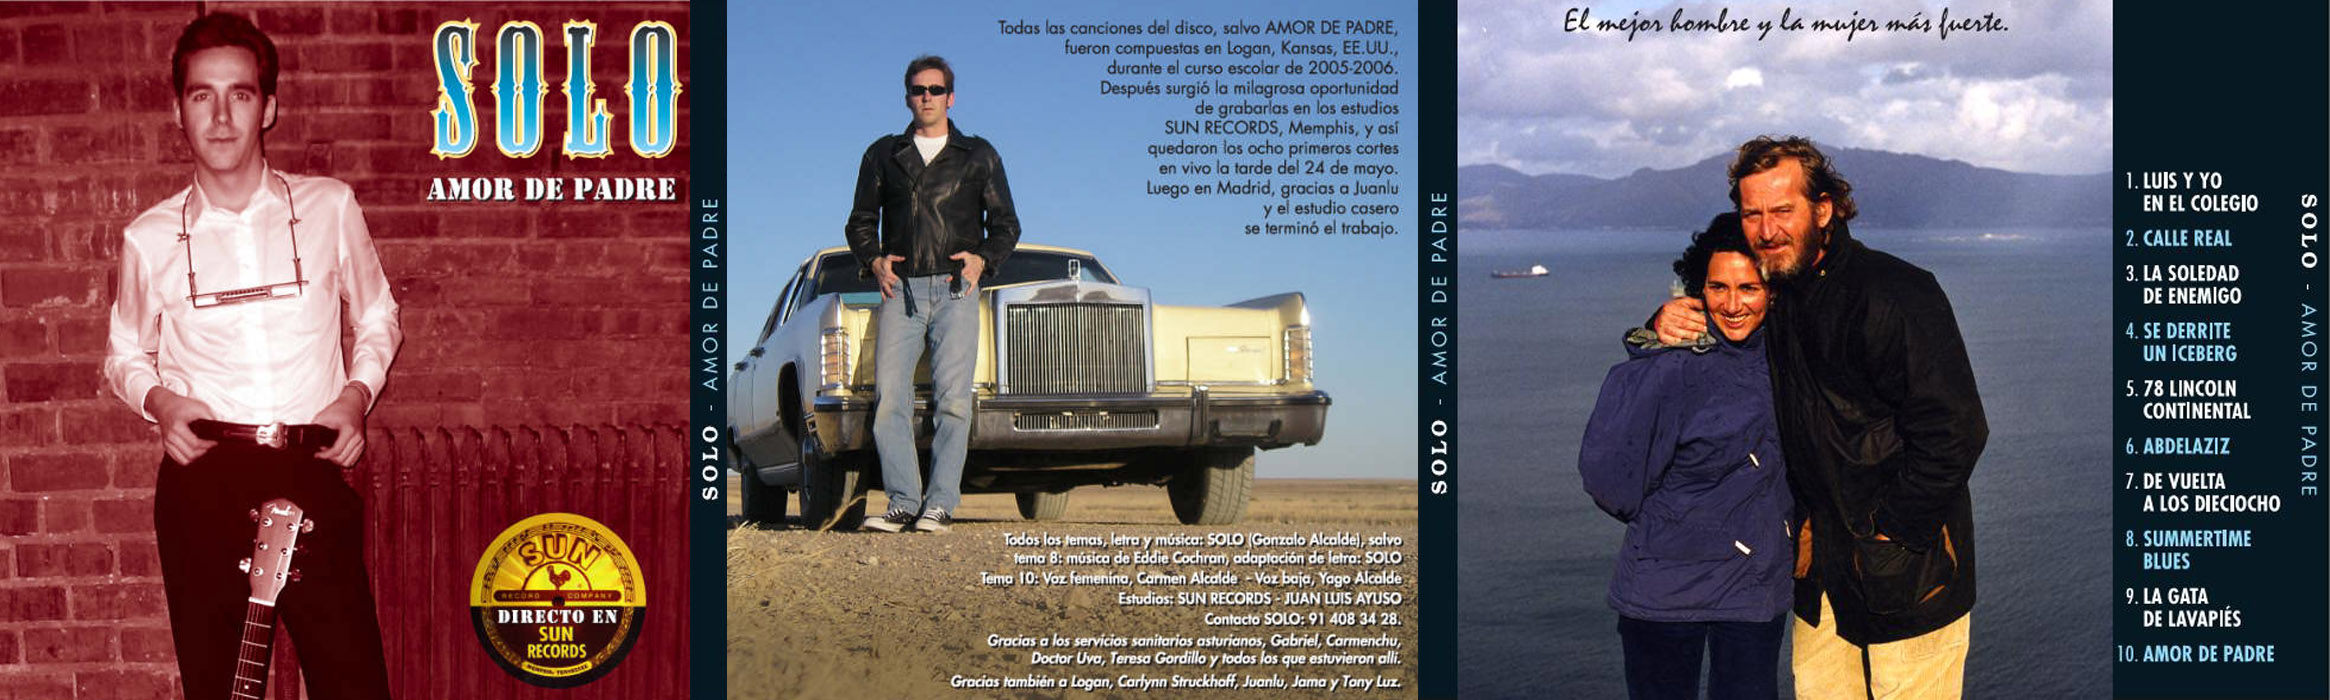 SOLO
AMOR DE PADRE
Fender
SUN
RECORD COMPANY
DIRECTO EN
SUN
RECORDS
MEMPHIS, TENNESSEE
SOLO - AMOR DE PADRE
Todas las canciones del disco, salvo AMOR DE PADRE,
fueron compuestas en Logan, Kansas, EE.UU.,
durante el curso escolar de 2005-2006.
Después surgió la milagrosa oportunidad
de grabarlas en los estudios
SUN RECORDS, Memphis, y así
quedaron los ocho primeros cortes
en vivo la tarde del 24 de mayo.
Luego en Madrid, gracias a Juanlu
y el estudio casero
se terminó el trabajo.
Todos los temas, letra y música: SOLO (Gonzalo Alcalde), salvo
tema 8: música de Eddie Cochran, adaptación de letra: SOLO
Tema 10: Voz femenina, Carmen Alcalde - Voz baja, Yago Alcalde
Estudios: SUN RECORDS - JUAN LUIS AYUSO
Contacto SOLO: 91 408 34 28.
Gracias a los servicios sanitarios asturianos, Gabriel, Carmenchu,
Doctor Uva, Teresa Gordillo y todos los que estuvieron allí.
Gracias también a Logan, Carlynn Struckhoff, Juanlu, Jama y Tony Luz.
SOLO - AMOR DE PADRE
El mejor hombre y la mujer más fuerte.
1. LUIS Y YO
EN EL COLEGIO
2. CALLE REAL
3. LA SOLEDAD
DE ENEMIGO
4. SE DERRITE
UN ICEBERG
5. 78 LINCOLN
CONTINENTAL
6. ABDELAZIZ
7. DE VUELTA
A LOS DIECIOCHO
8. SUMMERTIME
BLUES
9. LA GATA
DE LAVAPIÉS
10. AMOR DE PADRE
SOLO - AMOR DE PADRE